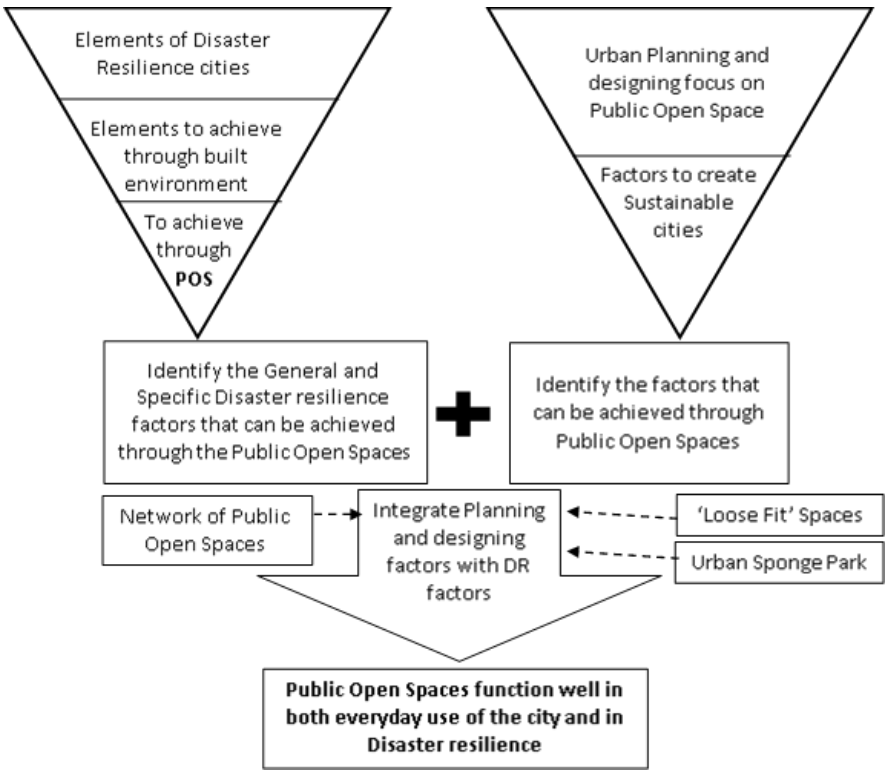 Elements of Disaster
Resilience cities
Elements to achieve
through built
environment
To achieve
through
POS
Urban Planning and
designing focus on
Public Open Space
Factors to create
Sustainable
cities
Identify the General and
Specific Disaster resilience
factors that can be achieved
through the Public Open Spaces
Identify the factors that
can be achieved through
Public Open Spaces
Network of Public
Open Spaces
Integrate Planning
and designing
factors with DR
factors
‘Loose Fit’ Spaces
Urban Sponge Park
Public Open Spaces function well in
both everyday use of the city and in
Disaster resilience